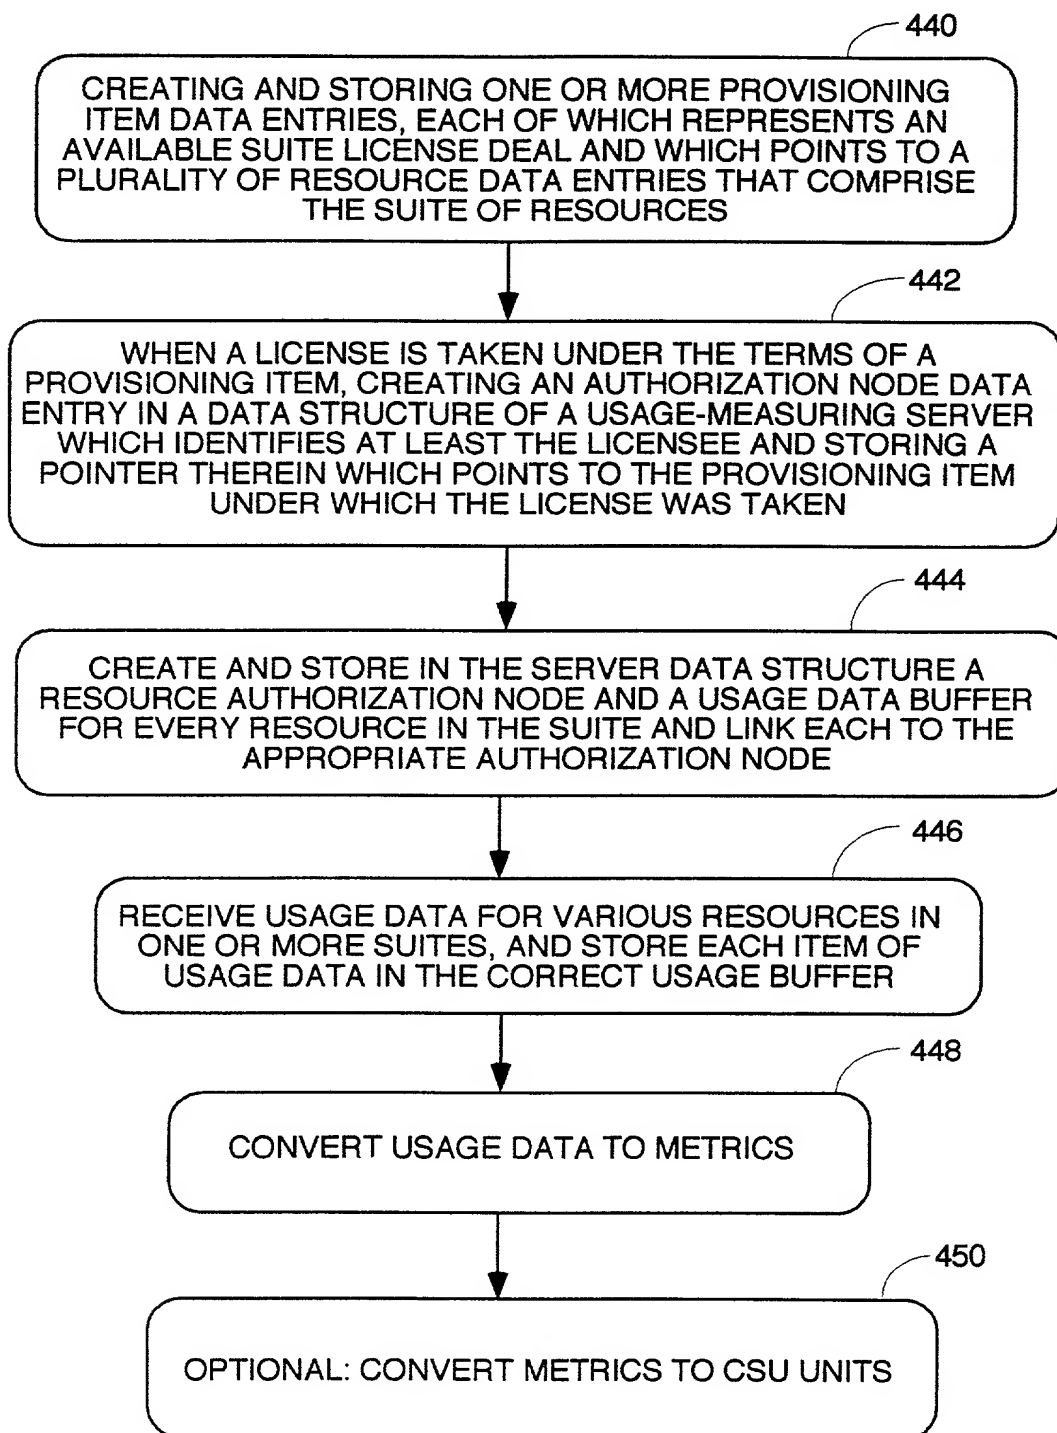 440
CREATING AND STORING ONE OR MORE PROVISIONING
ITEM DATA ENTRIES, EACH OF WHICH REPRESENTS AN
AVAILABLE SUITE LICENSE DEAL AND WHICH POINTS TO A
PLURALITY OF RESOURCE DATA ENTRIES THAT COMPRISE
THE SUITE OF RESOURCES
442
WHEN A LICENSE IS TAKEN UNDER THE TERMS OF A
PROVISIONING ITEM, CREATING AN AUTHORIZATION NODE DATA
ENTRY IN A DATA STRUCTURE OF A USAGE-MEASURING SERVER
WHICH IDENTIFIES AT LEAST THE LICENSEE AND STORING A
POINTER THEREIN WHICH POINTS TO THE PROVISIONING ITEM
UNDER WHICH THE LICENSE WAS TAKEN
444
CREATE AND STORE IN THE SERVER DATA STRUCTURE A
RESOURCE AUTHORIZATION NODE AND A USAGE DATA BUFFER
FOR EVERY RESOURCE IN THE SUITE AND LINK EACH TO THE
APPROPRIATE AUTHORIZATION NODE
446
RECEIVE USAGE DATA FOR VARIOUS RESOURCES IN
ONE OR MORE SUITES, AND STORE EACH ITEM OF
USAGE DATA IN THE CORRECT USAGE BUFFER
448
CONVERT USAGE DATA TO METRICS
450
OPTIONAL: CONVERT METRICS TO CSU UNITS